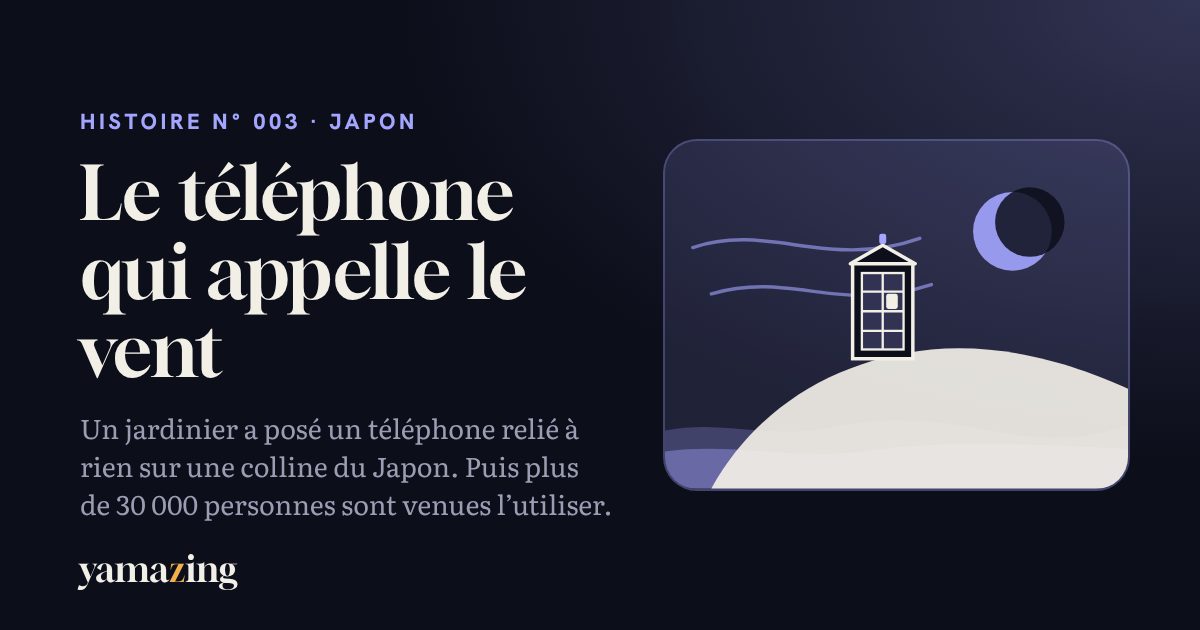 HISTOIRE N° 003 · JAPON
Le téléphone
qui appelle le
vent
Un jardinier a posé un téléphone relié à
rien sur une colline du Japon. Puis plus
de 30 000 personnes sont venues l’utiliser.
yamazing